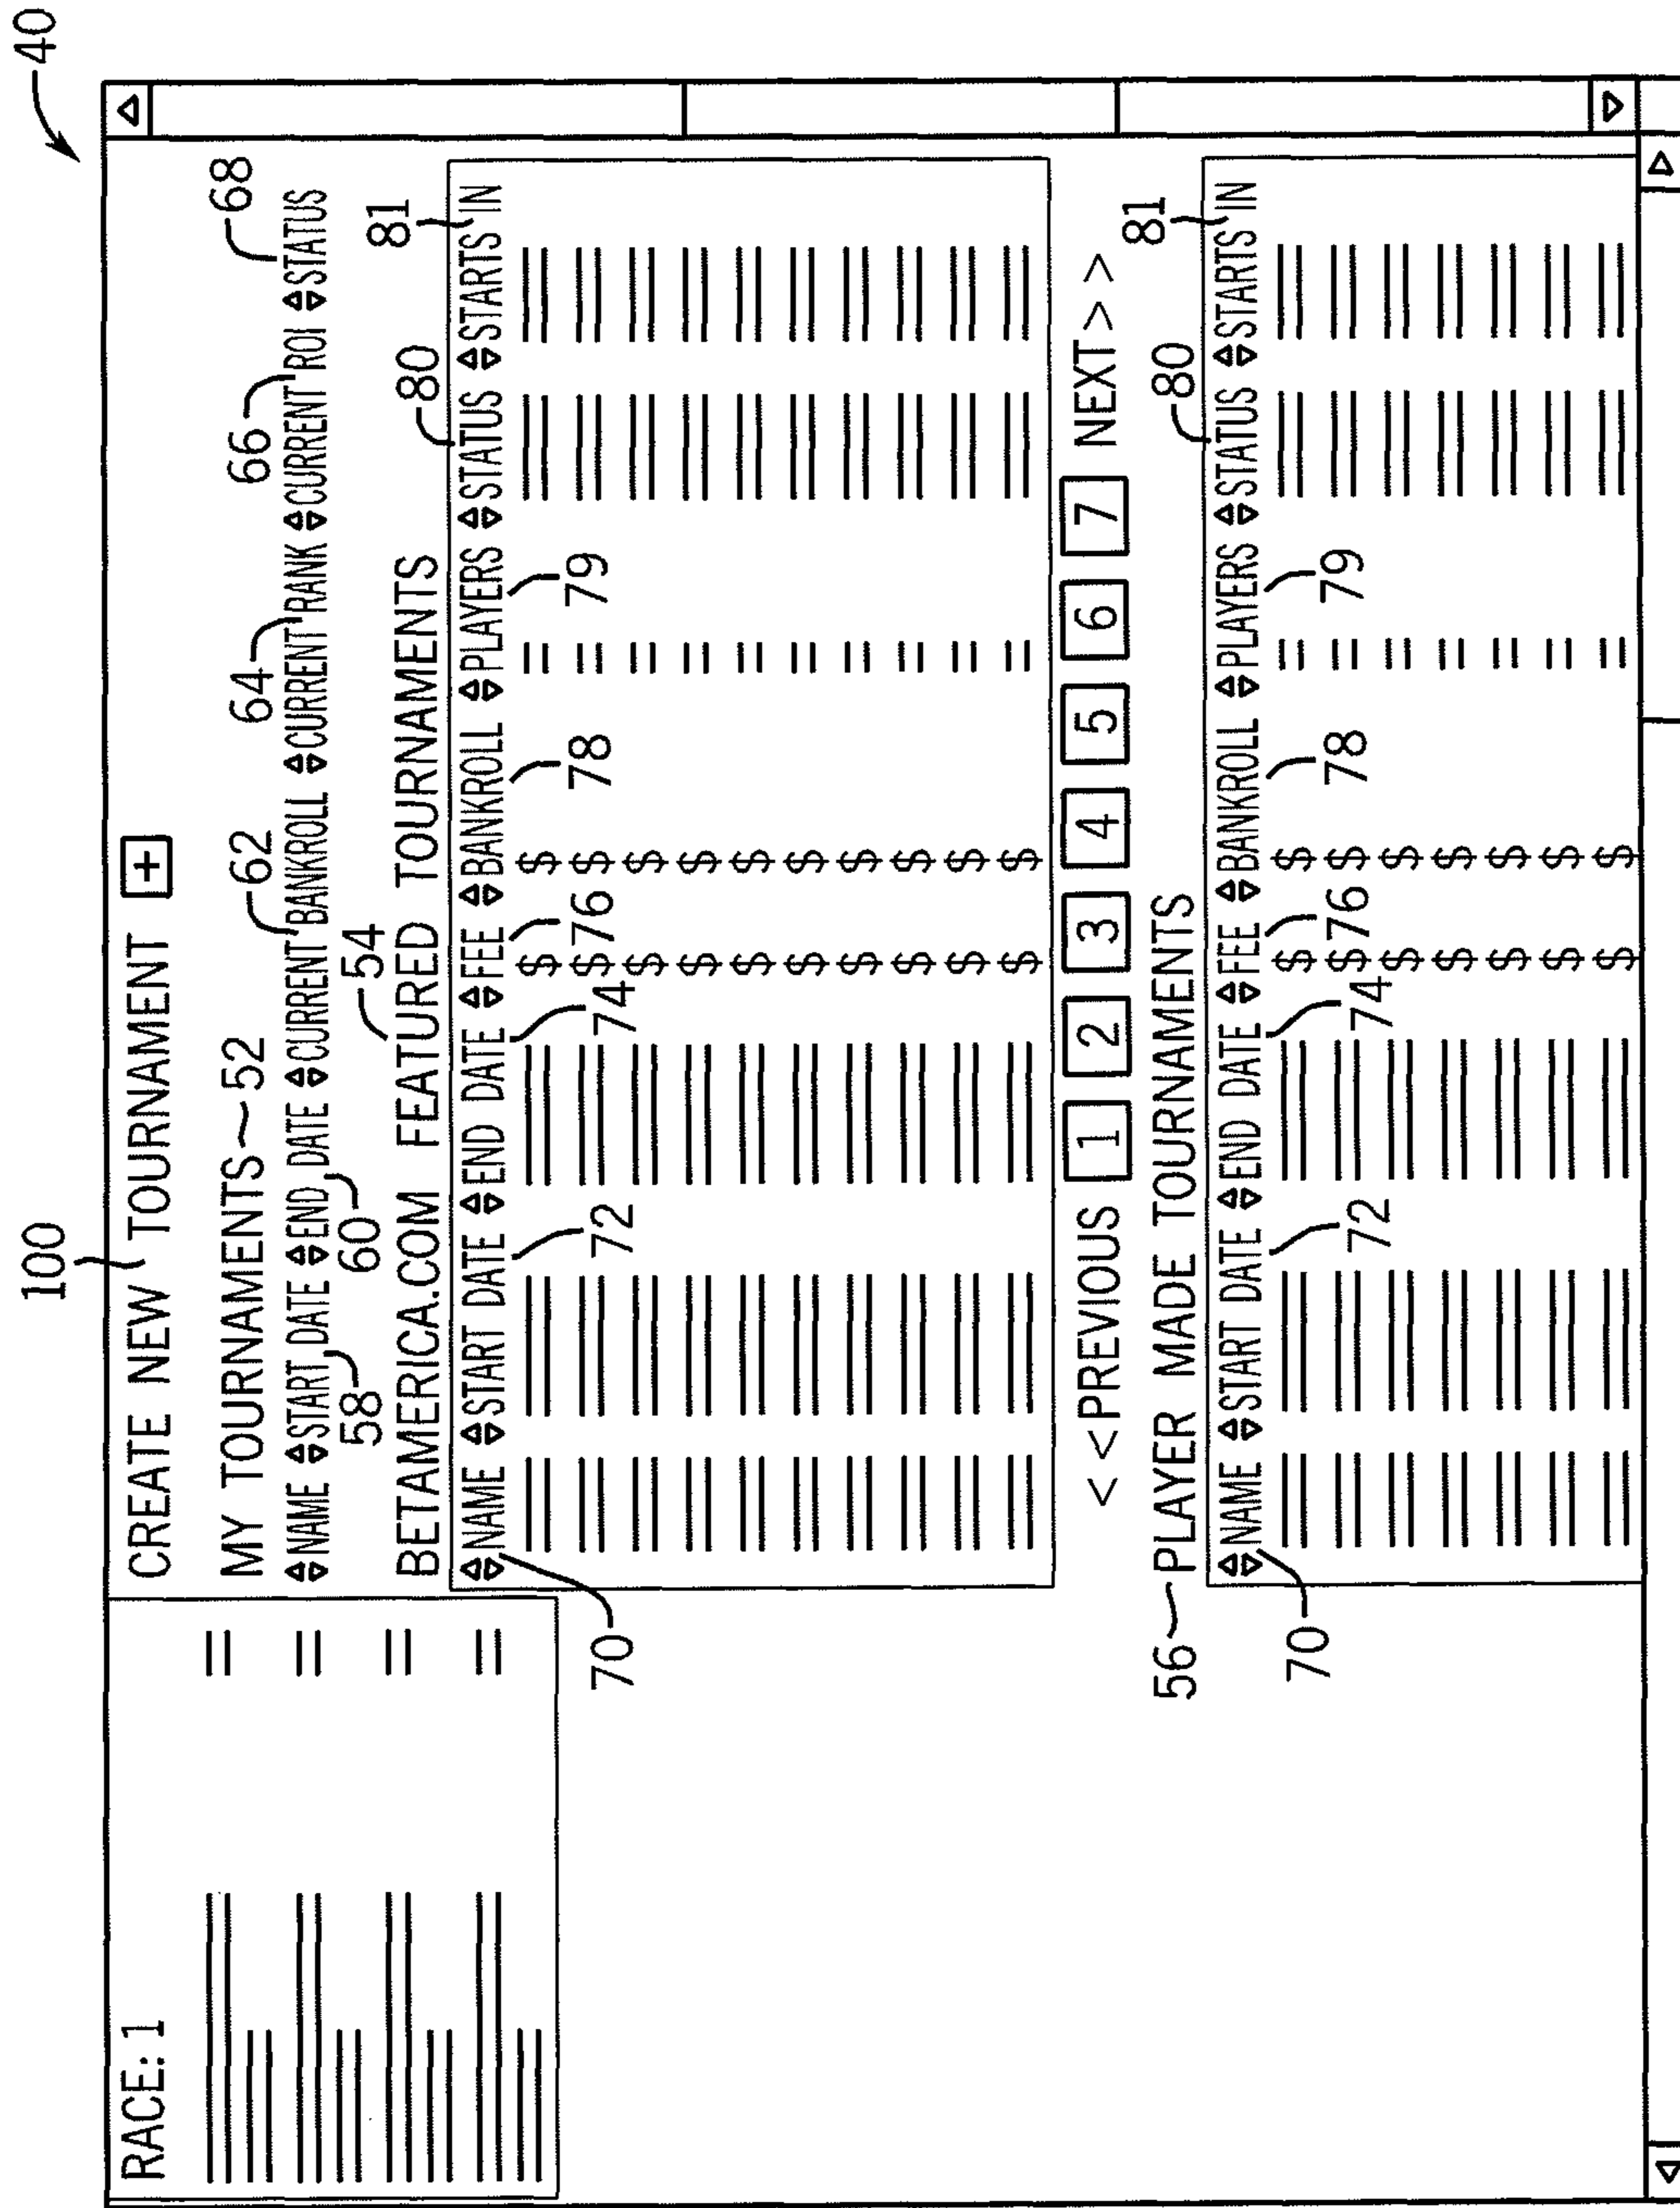 40
100
RACE: 1
CREATE NEW TOURNAMENT +
MY TOURNAMENTS 52
62 64 66 68
NAME START DATE END DATE CURRENT BANKROLL CURRENT RANK CURRENT ROI STATUS
58 60 54 80 81
BETAMERICA.COM FEATURED TOURNAMENTS
NAME START DATE END DATE FEE BANKROLL PLAYERS STATUS STARTS IN
$ $
$ $
70 72 74 76 78 79
$ $
$ $
$ $
$ $
$ $
$ $
$ $
$ $
<<PREVIOUS 1 2 3 4 5 6 7 NEXT>>
80 81
56 PLAYER MADE TOURNAMENTS
NAME START DATE END DATE FEE BANKROLL PLAYERS STATUS STARTS IN
$ $
$ $
70 72 74 76 78 79
$ $
$ $
$ $
$ $
$ $